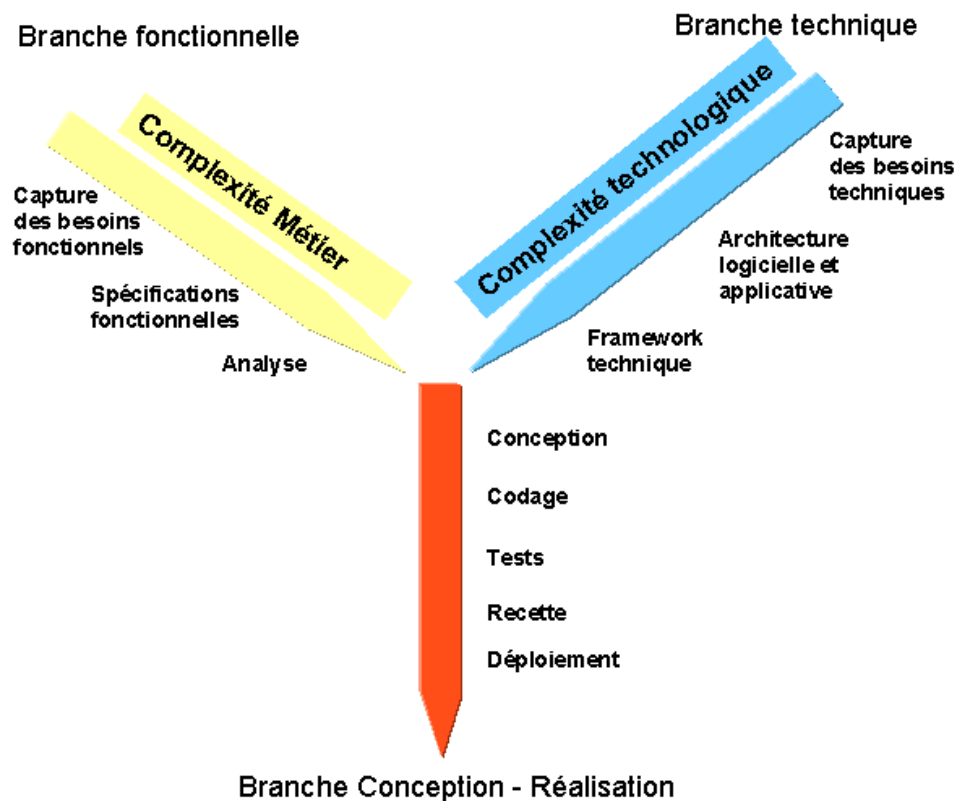 Branche fonctionnelle
Branche technique
Complexité Métier
Complexité technologique
Capture
des besoins
fonctionnels
Spécifications
fonctionnelles
Analyse
Capture
des besoins
techniques
Architecture
logicielle et
applicative
Framework
technique
Conception
Codage
Tests
Recette
Déploiement
Branche Conception - Réalisation